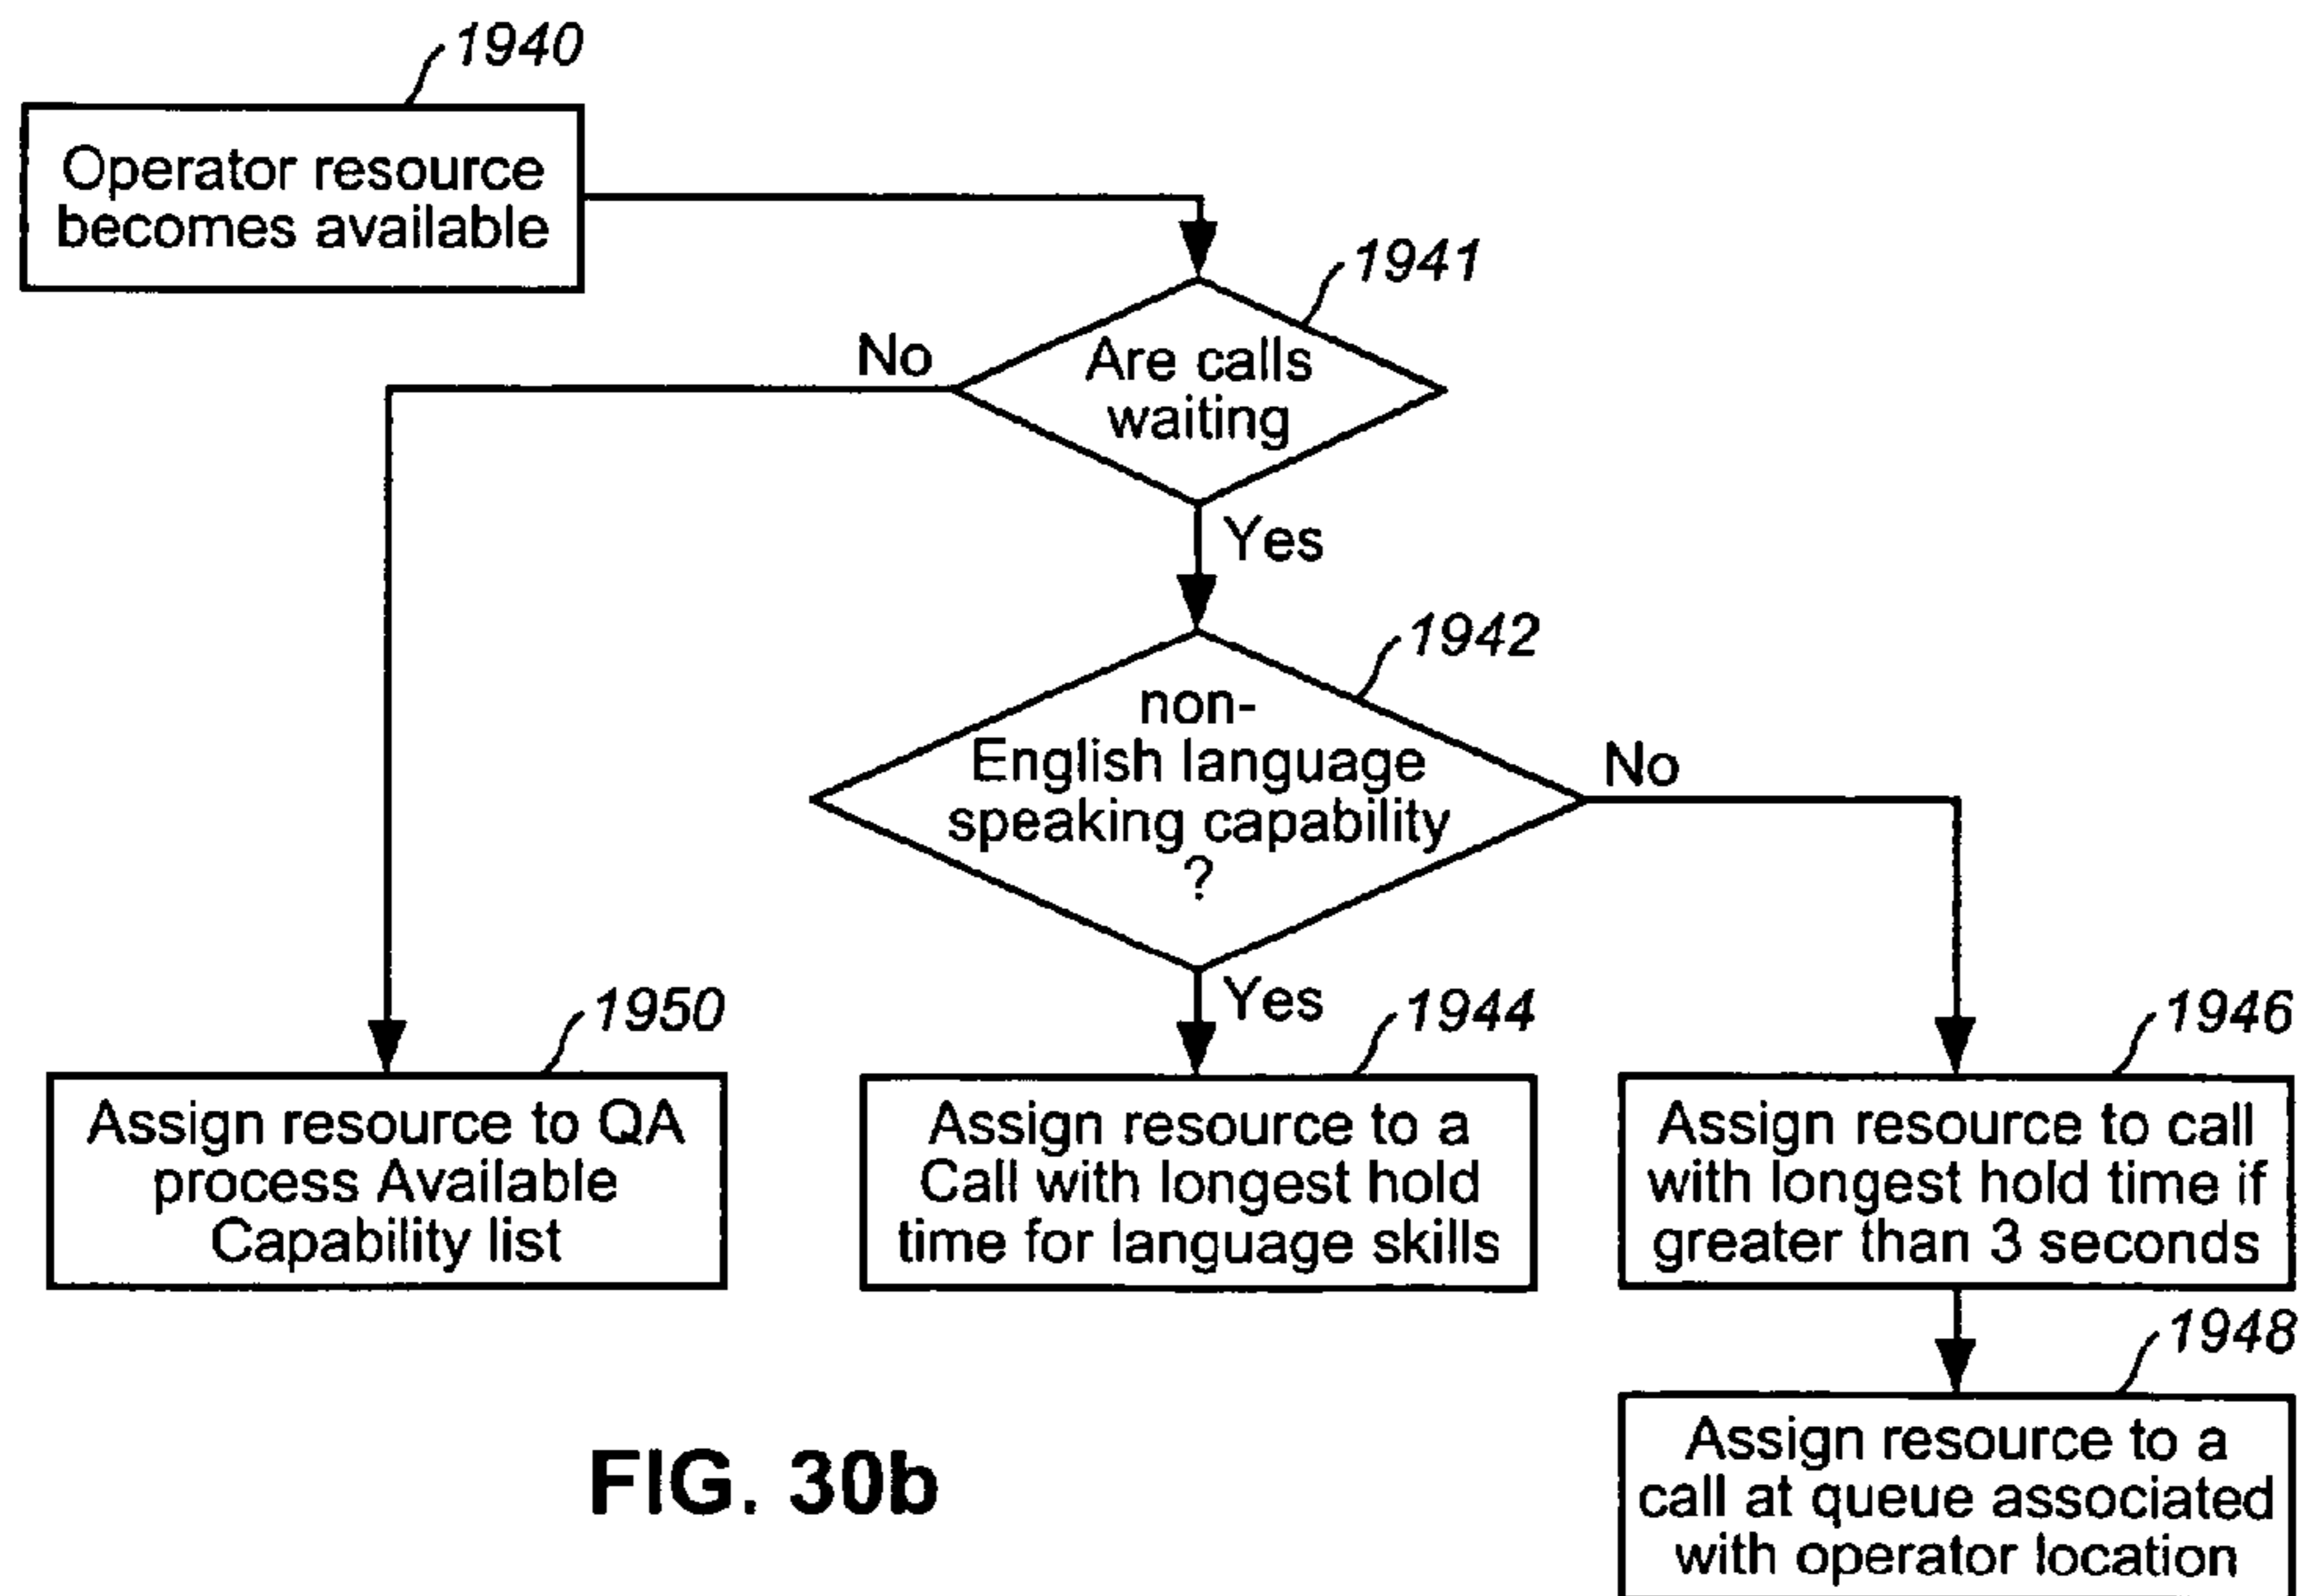 1940
Operator resource
becomes available
1941
Are calls
waiting
No
Yes
1942
non-
English language
speaking capability
?
No
Yes
1950
Assign resource to QA
process Available
Capability list
1944
Assign resource to a
Call with longest hold
time for language skills
1946
Assign resource to call
with longest hold time if
greater than 3 seconds
1948
Assign resource to a
call at queue associated
with operator location
FIG. 30b